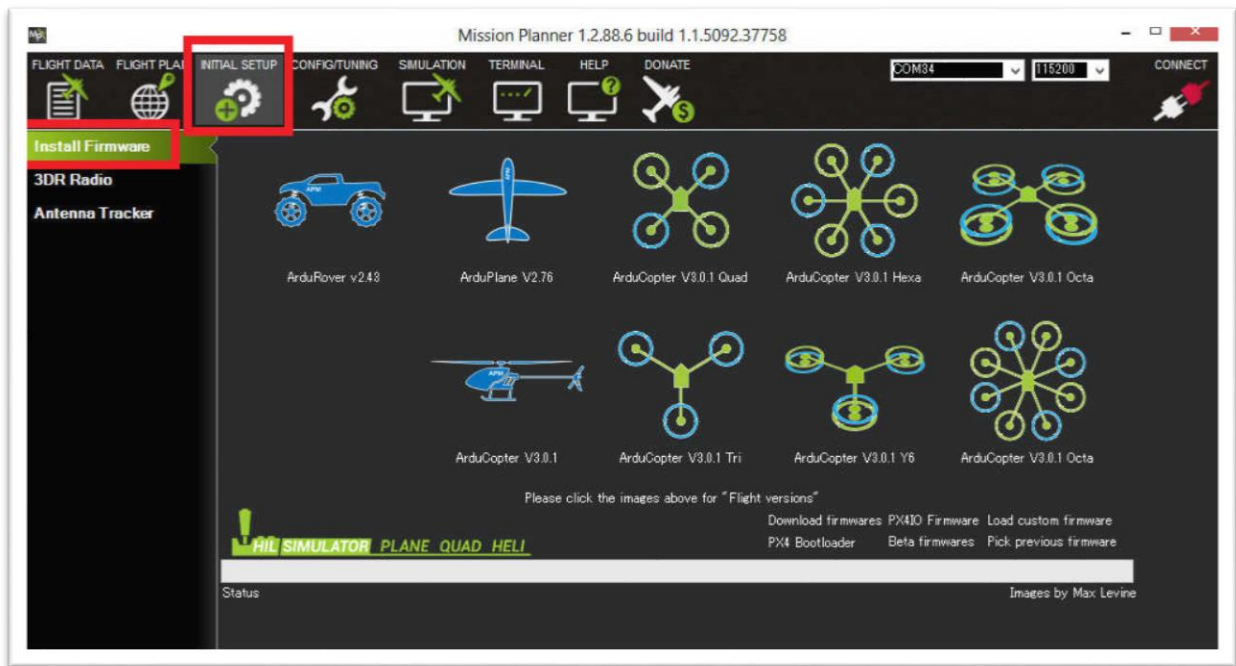 Mission Planner 1.2.88.6 build 1.1.5092.37758
FLIGHT DATA FLIGHT PLAN INITIAL SETUP CONFIG/TUNING SIMULATION TERMINAL HELP DONATE COM34 115200 CONNECT
Install Firmware
3DR Radio
Antenna Tracker
APM APM
ArduRover v2.43 ArduPlane V2.76 ArduCopter V3.0.1 Quad ArduCopter V3.0.1 Hexa ArduCopter V3.0.1 Octa
APM
ArduCopter V3.0.1 ArduCopter V3.0.1 Tri ArduCopter V3.0.1 Y6 ArduCopter V3.0.1 Octa
Please click the images above for "Flight versions"
Download firmwares PX4IO Firmware Load custom firmware
HIL SIMULATOR PLANE QUAD HELI PX4 Bootloader Beta firmwares Pick previous firmware
Status Images by Max Levine